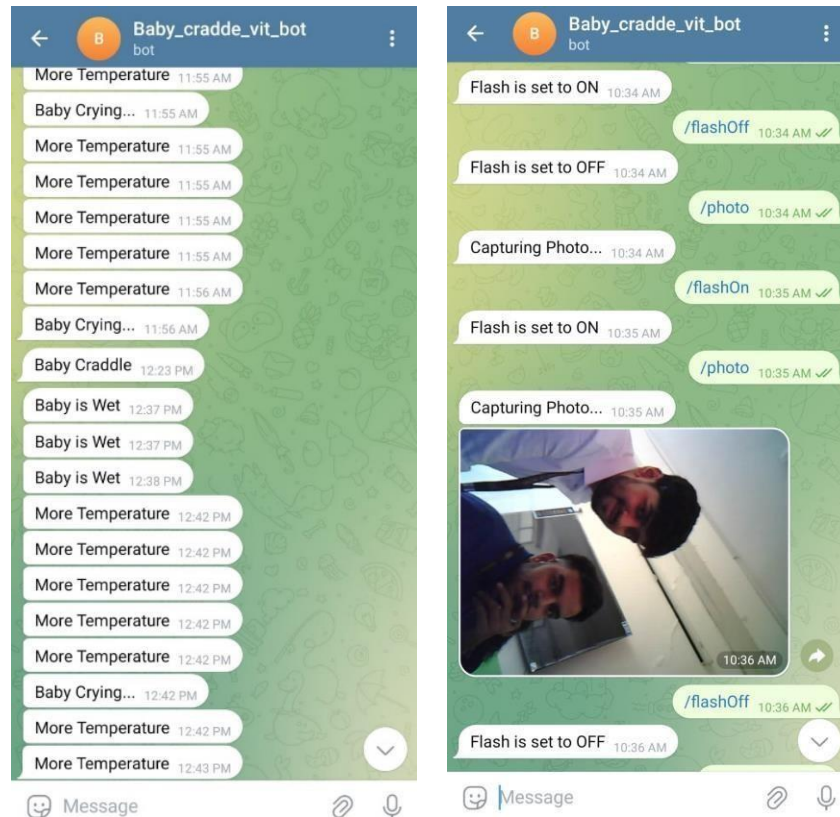 B
Baby_cradde_vit_bot
bot
More Temperature 11:55 AM
Baby Crying... 11:55 AM
More Temperature 11:55 AM
More Temperature 11:55 AM
More Temperature 11:55 AM
More Temperature 11:55 AM
More Temperature 11:56 AM
Baby Crying... 11:56 AM
Baby Craddle 12:23 PM
Baby is Wet 12:37 PM
Baby is Wet 12:37 PM
Baby is Wet 12:38 PM
More Temperature 12:42 PM
More Temperature 12:42 PM
More Temperature 12:42 PM
More Temperature 12:42 PM
More Temperature 12:42 PM
Baby Crying... 12:42 PM
More Temperature 12:42 PM
More Temperature 12:43 PM
Message
B
Baby_cradde_vit_bot
bot
Flash is set to ON 10:34 AM
/flashOff 10:34 AM
Flash is set to OFF 10:34 AM
/photo 10:34 AM
Capturing Photo... 10:34 AM
/flashOn 10:35 AM
Flash is set to ON 10:35 AM
/photo 10:35 AM
Capturing Photo... 10:35 AM
10:36 AM
/flashOff 10:36 AM
Flash is set to OFF 10:36 AM
Message